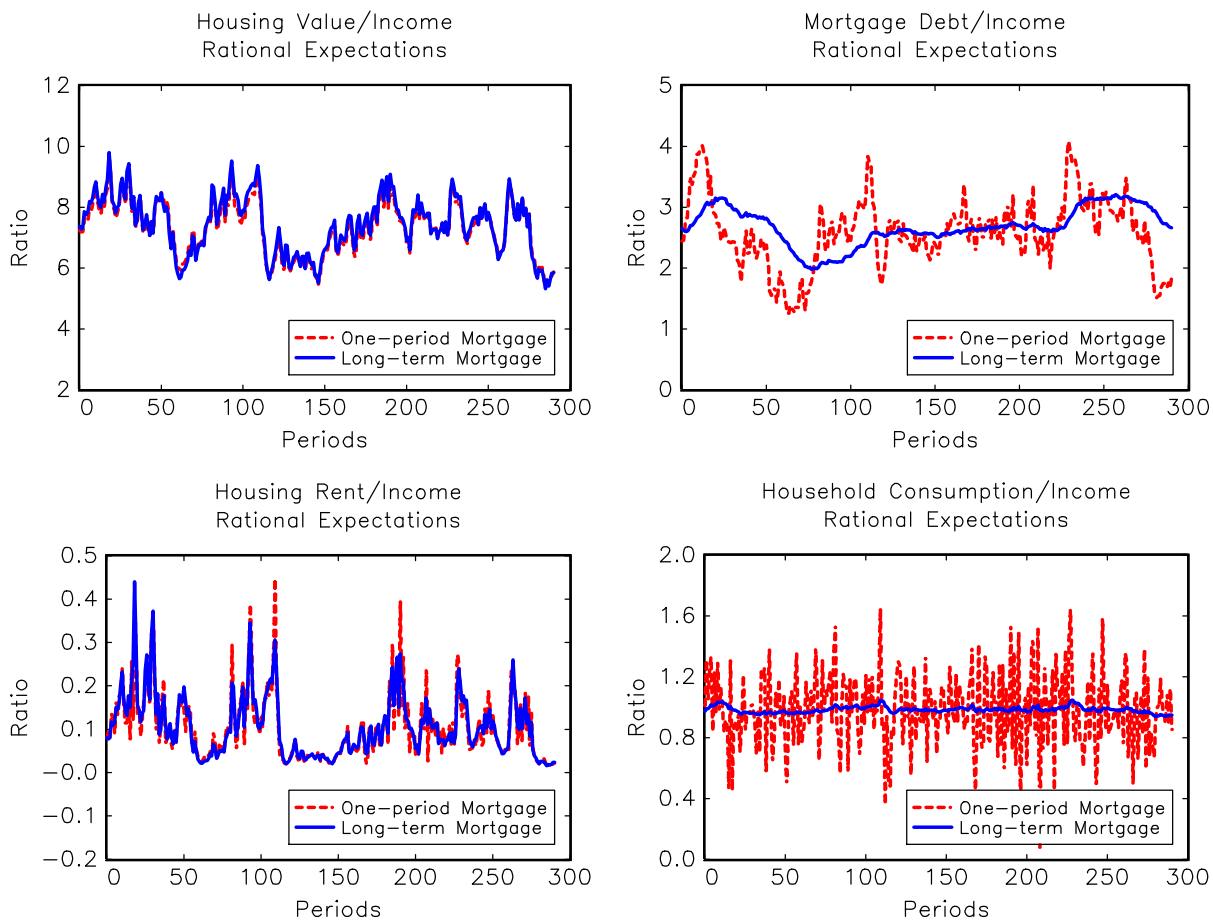 Housing Value/Income
Rational Expectations
12
10
8
6
4
2
Ratio
One-period Mortgage
Long-term Mortgage
0 50 100 150 200 250 300
Periods
Mortgage Debt/Income
Rational Expectations
5
4
3
2
1
0
Ratio
One-period Mortgage
Long-term Mortgage
0 50 100 150 200 250 300
Periods
Housing Rent/Income
Rational Expectations
0.5
0.4
0.3
0.2
0.1
-0.0
-0.1
-0.2
Ratio
One-period Mortgage
Long-term Mortgage
0 50 100 150 200 250 300
Periods
Household Consumption/Income
Rational Expectations
2.0
1.6
1.2
0.8
0.4
0.0
Ratio
One-period Mortgage
Long-term Mortgage
0 50 100 150 200 250 300
Periods